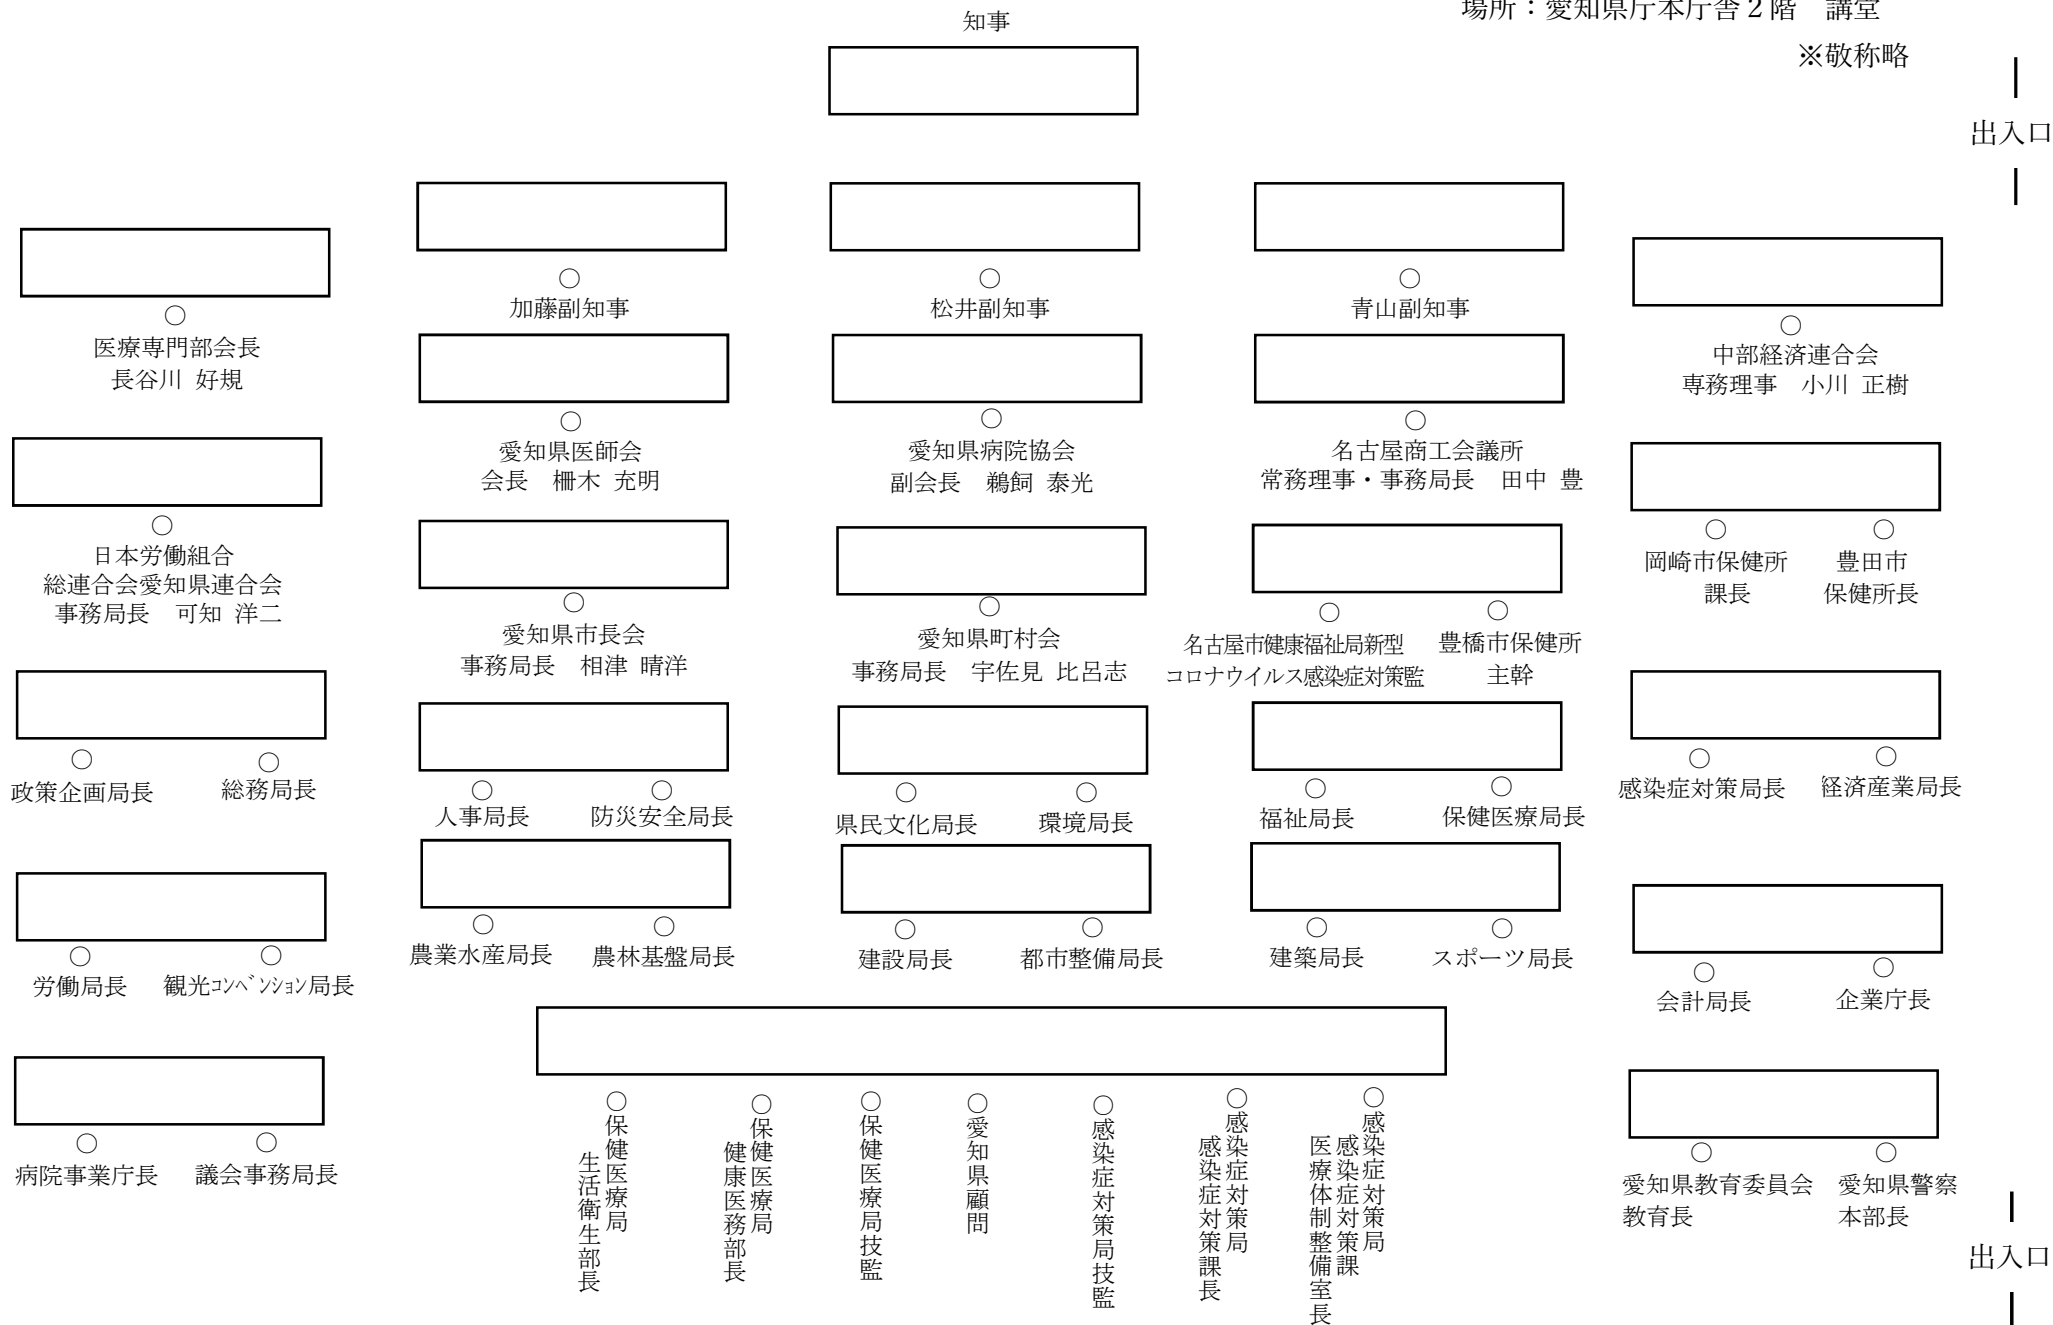 場所：愛知県庁本庁舎２階　講堂
※敬称略
知事
出入口
加藤副知事
松井副知事
青山副知事
医療専門部会長
長谷川 好規
中部経済連合会
専務理事　小川 正樹
愛知県医師会
会長　柵木 充明
愛知県病院協会
副会長　鵜飼 泰光
名古屋商工会議所
常務理事・事務局長　田中 豊
日本労働組合
総連合会愛知県連合会
事務局長　可知 洋二
岡崎市保健所
課長
豊田市
保健所長
愛知県市長会
事務局長　相津 晴洋
愛知県町村会
事務局長　宇佐見 比呂志
名古屋市健康福祉局新型
コロナウイルス感染症対策監
豊橋市保健所
主幹
政策企画局長
総務局長
人事局長
防災安全局長
県民文化局長
環境局長
福祉局長
保健医療局長
感染症対策局長
経済産業局長
労働局長
観光ｺﾝﾍﾞﾝｼｮﾝ局長
農業水産局長
農林基盤局長
建設局長
都市整備局長
建築局長
スポーツ局長
会計局長
企業庁長
病院事業庁長
議会事務局長
保健医療局
生活衛生部長
保健医療局
健康医務部長
保健医療局技監
愛知県顧問
感染症対策局技監
感染症対策局
感染症対策課長
感染症対策局
感染症対策課
医療体制整備室長
愛知県教育委員会
教育長
愛知県警察
本部長
出入口